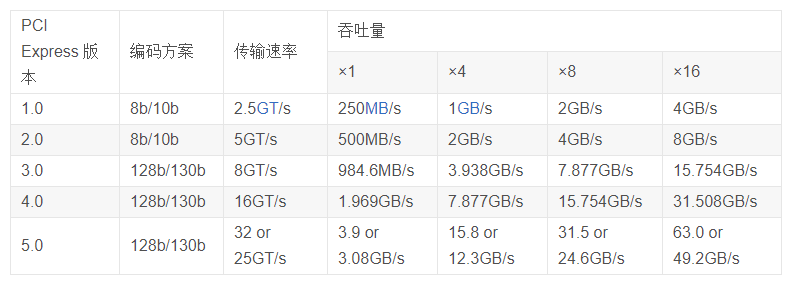 PCI
Express 版
本
编码方案
传输速率
吞吐量
×1
×4
×8
×16
1.0
8b/10b
2.5GT/s
250MB/s
1GB/s
2GB/s
4GB/s
2.0
8b/10b
5GT/s
500MB/s
2GB/s
4GB/s
8GB/s
3.0
128b/130b
8GT/s
984.6MB/s
3.938GB/s
7.877GB/s
15.754GB/s
4.0
128b/130b
16GT/s
1.969GB/s
7.877GB/s
15.754GB/s
31.508GB/s
5.0
128b/130b
32 or
25GT/s
3.9 or
3.08GB/s
15.8 or
12.3GB/s
31.5 or
24.6GB/s
63.0 or
49.2GB/s